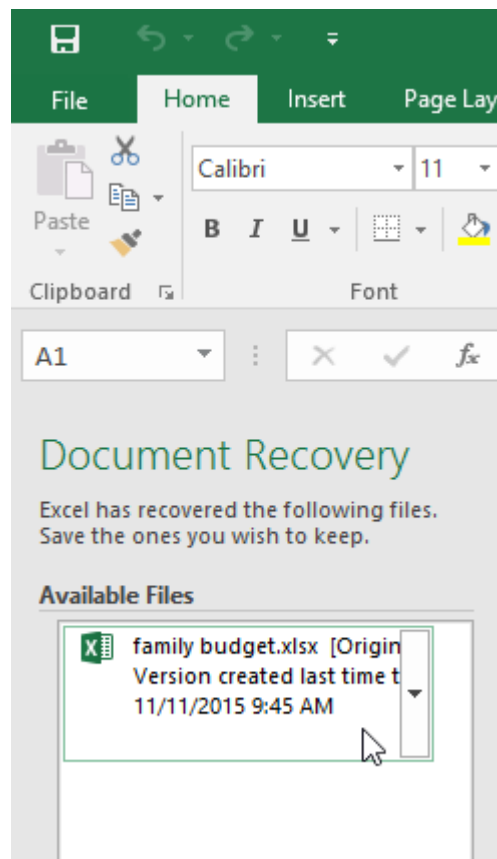 File Home Insert Page Lay
Calibri 11
Paste
B I U
Clipboard Font
A1 fx
Document Recovery
Excel has recovered the following files.
Save the ones you wish to keep.
Available Files
family budget.xlsx [Origin
Version created last time t
11/11/2015 9:45 AM